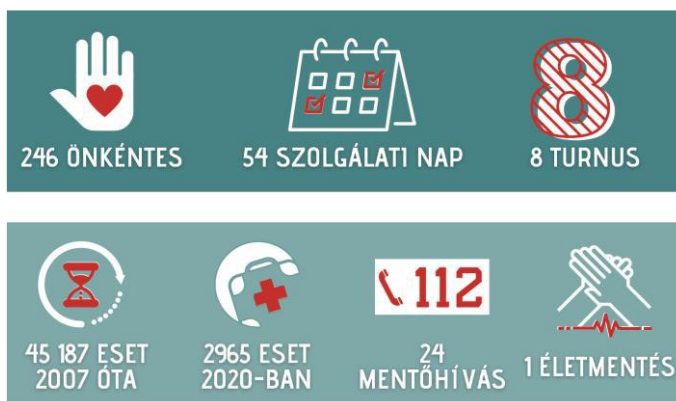 246 ÖNKÉNTES
54 SZOLGÁLATI NAP
8
8 TURNUS
45 187 ESET
2007 ÓTA
2965 ESET
2020-BAN
112
24
MENTŐHÍVÁS
1 ÉLETMENTÉS